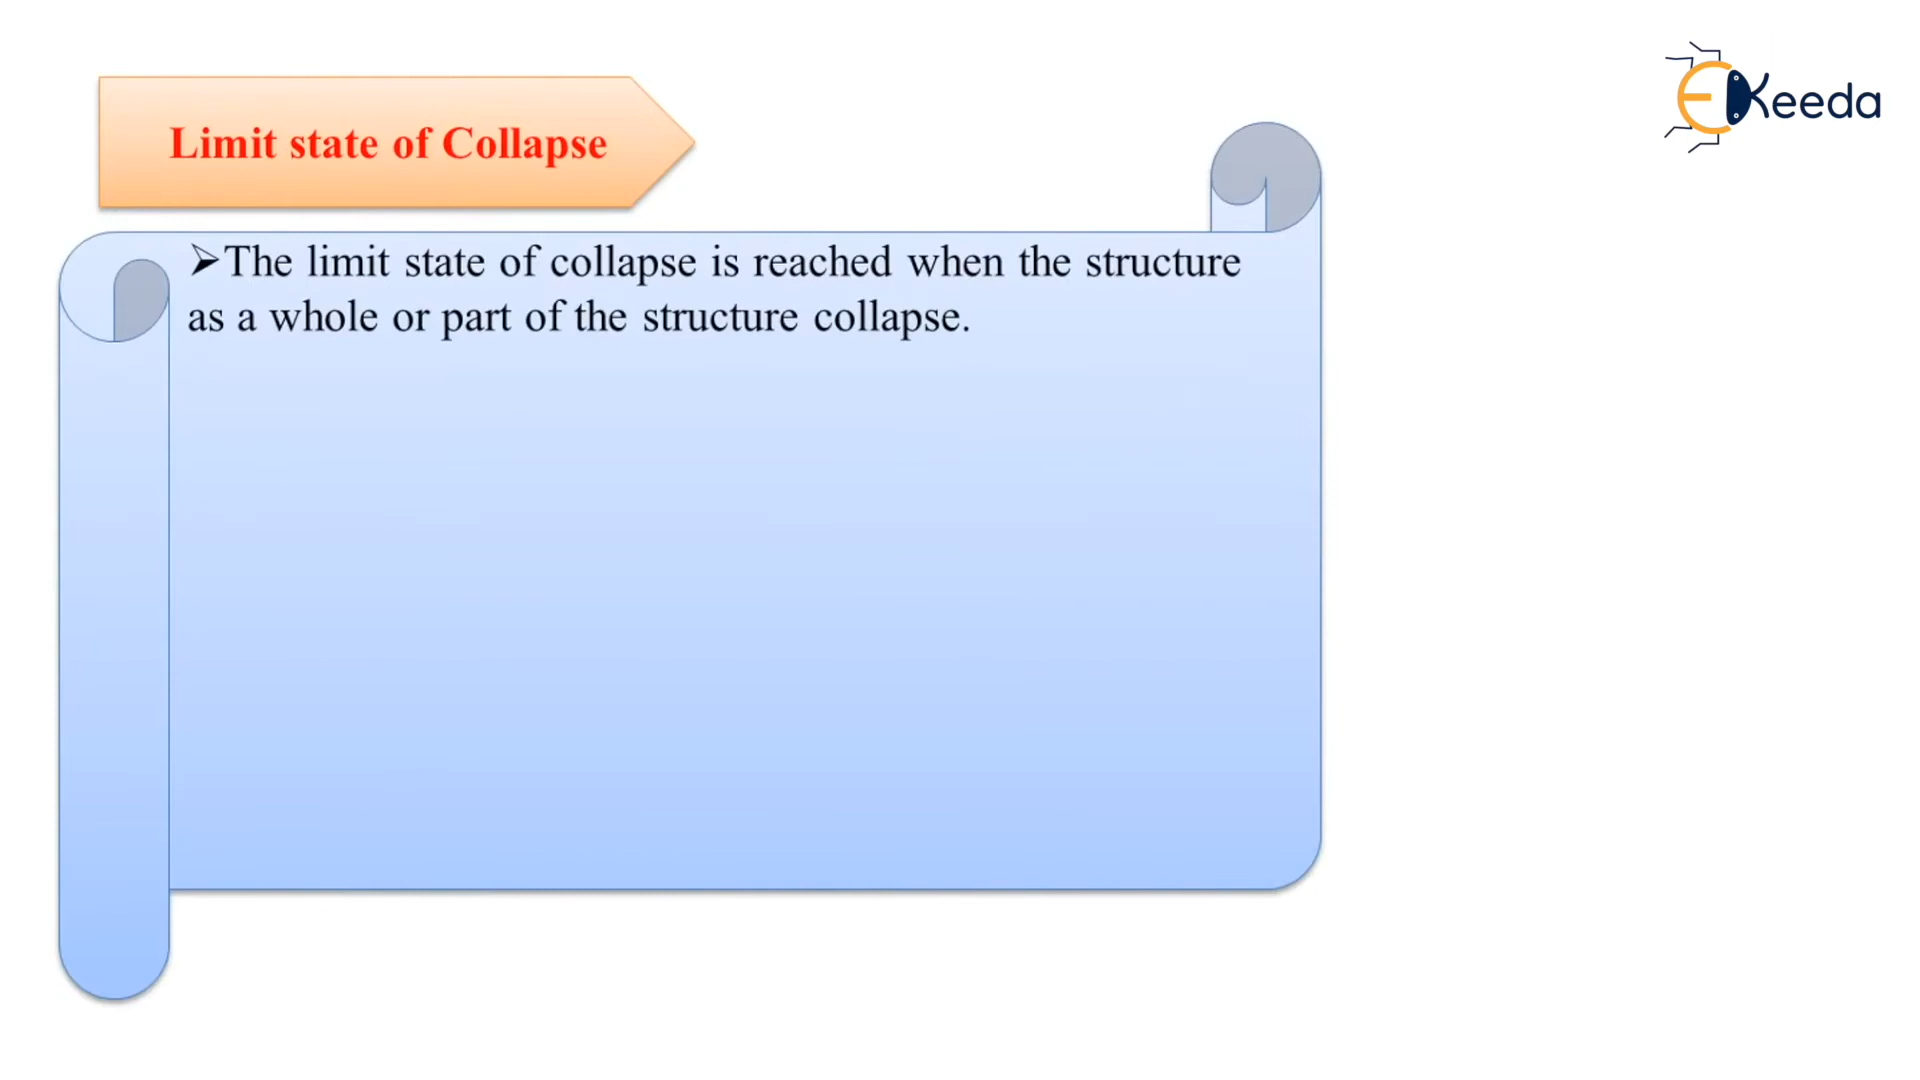 Limit state of Collapse
EKeeda
➢The limit state of collapse is reached when the structure
as a whole or part of the structure collapse.